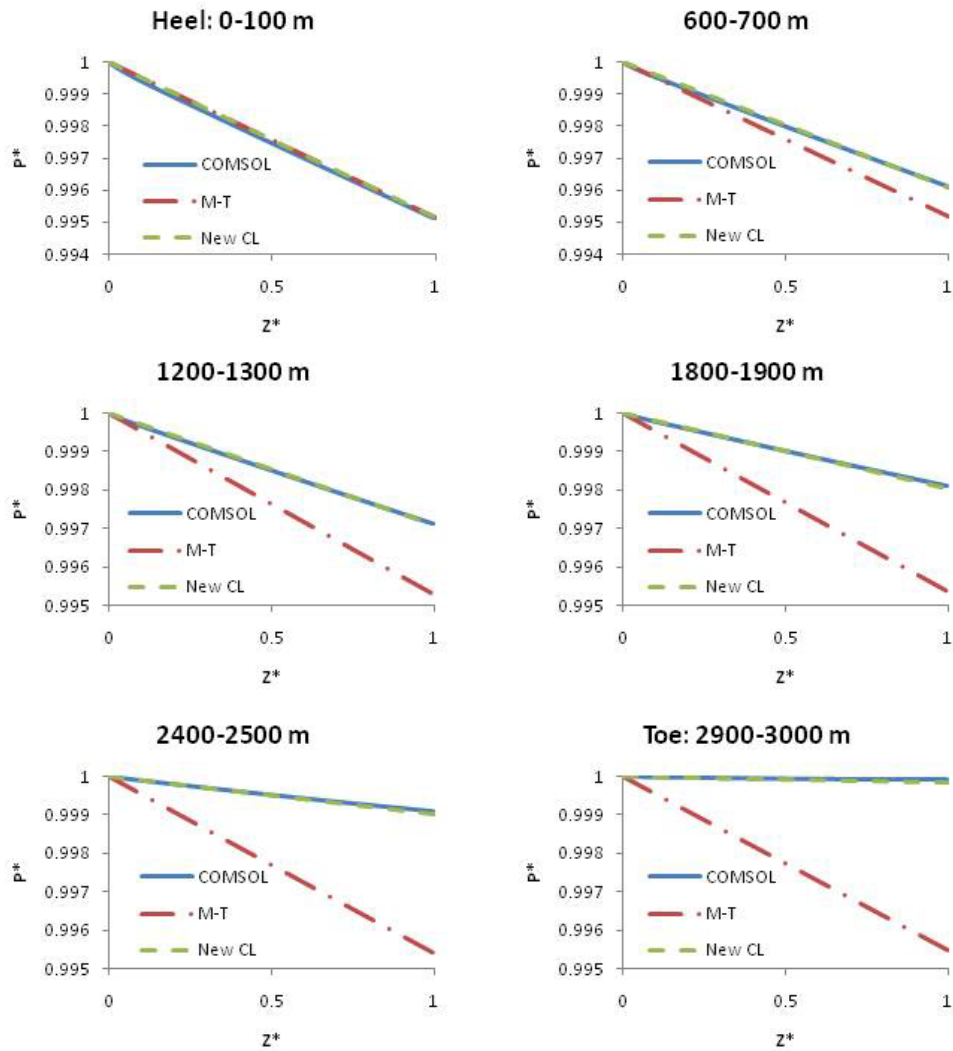 Heel: 0-100 m
1
0.999
0.998
0.997
0.996
0.995
0.994
P*
COMSOL
M-T
New CL
0
0.5
1
Z*
600-700 m
1
0.999
0.998
0.997
0.996
0.995
0.994
P*
COMSOL
M-T
New CL
0
0.5
1
Z*
1200-1300 m
1
0.999
0.998
0.997
0.996
0.995
P*
COMSOL
M-T
New CL
0
0.5
1
Z*
1800-1900 m
1
0.999
0.998
0.997
0.996
0.995
P*
COMSOL
M-T
New CL
0
0.5
1
Z*
2400-2500 m
1
0.999
0.998
0.997
0.996
0.995
P*
COMSOL
M-T
New CL
0
0.5
1
Z*
Toe: 2900-3000 m
1
0.999
0.998
0.997
0.996
0.995
P*
COMSOL
M-T
New CL
0
0.5
1
Z*